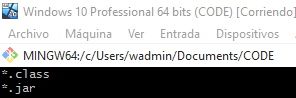 Windows 10 Professional 64 bits (CODE) [Corriendo]
Archivo Máquina Ver Entrada Dispositivos
MINGW64:/c/Users/wadmin/Documents/CODE
*.class
*.jar